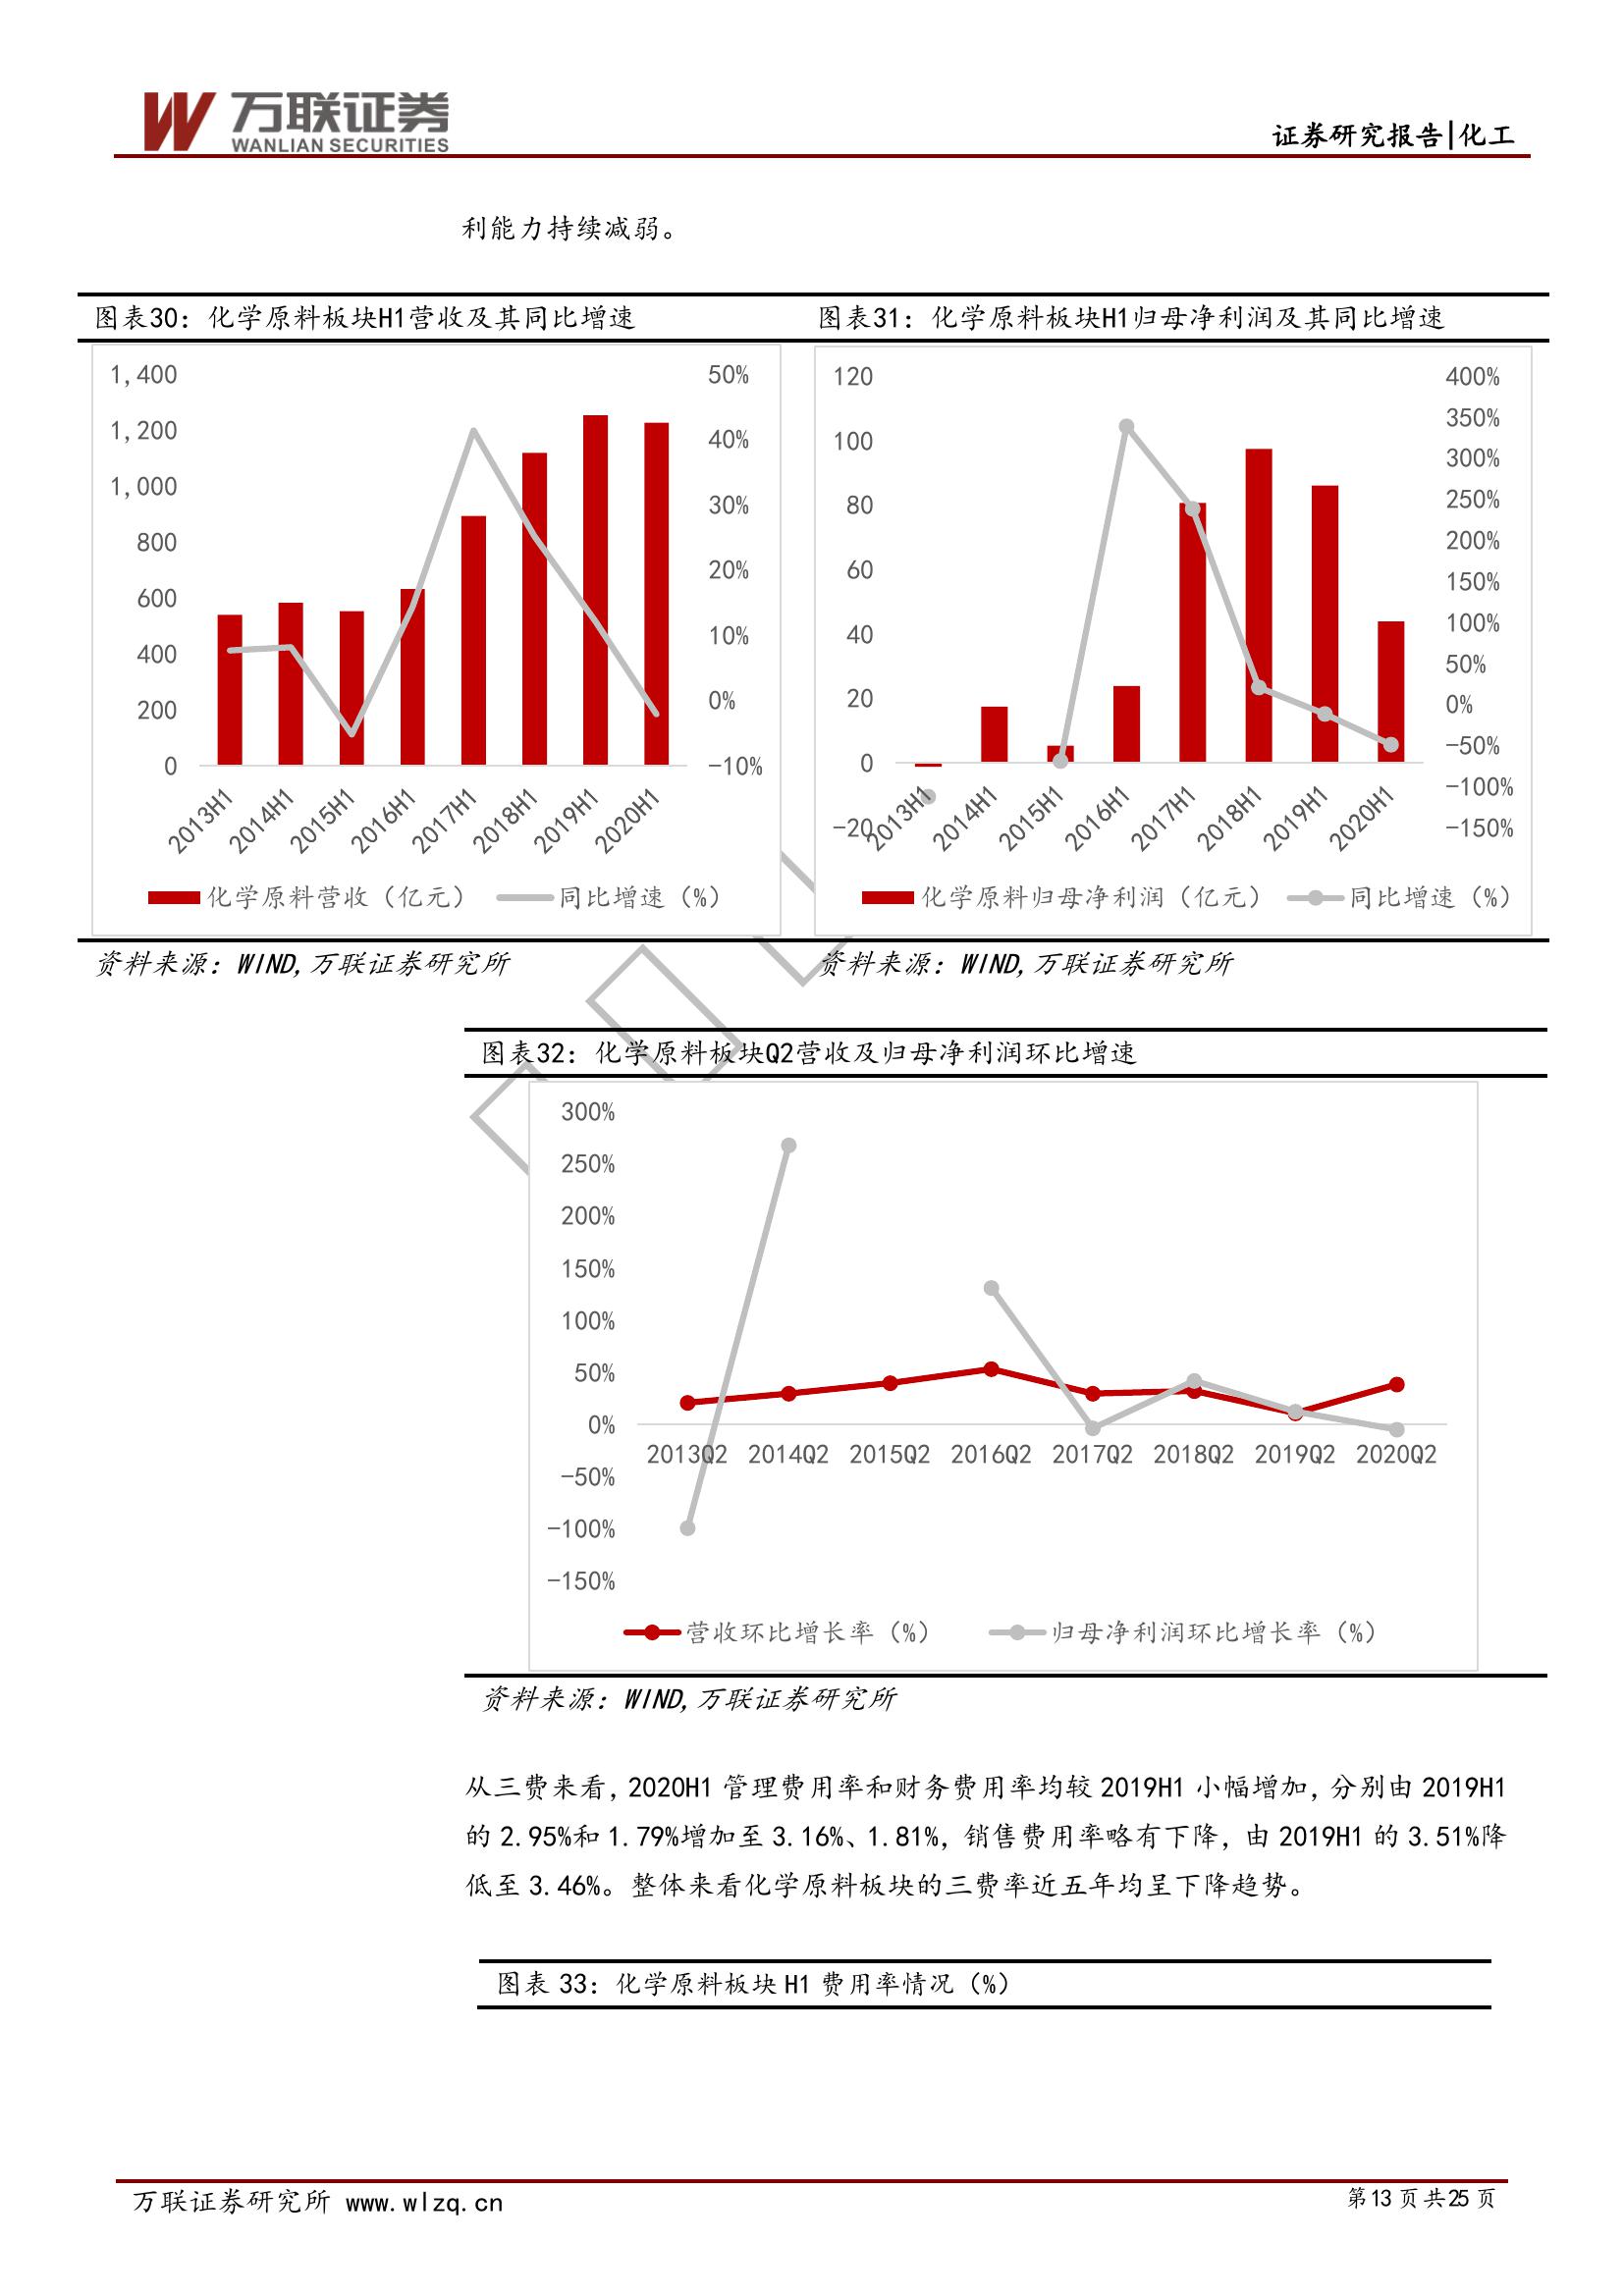 万联证券
WANLIAN SECURITIES
证券研究报告|化工
利能力持续减弱。
图表30：化学原料板块H1营收及其同比增速
1,400
1,200
1,000
800
600
400
200
0
50%
40%
30%
20%
10%
0%
-10%
2013H1
2014H1
2015H1
2016H1
2017H1
2018H1
2019H1
2020H1
化学原料营收（亿元）
同比增速（%）
资料来源：WIND,万联证券研究所
图表31：化学原料板块H1归母净利润及其同比增速
120
100
80
60
40
20
0
-20
400%
350%
300%
250%
200%
150%
100%
50%
0%
-50%
-100%
-150%
2013H1
2014H1
2015H1
2016H1
2017H1
2018H1
2019H1
2020H1
化学原料归母净利润（亿元）
同比增速（%）
资料来源：WIND,万联证券研究所
图表32：化学原料板块Q2营收及归母净利润环比增速
300%
250%
200%
150%
100%
50%
0%
-50%
-100%
-150%
2013Q2
2014Q2
2015Q2
2016Q2
2017Q2
2018Q2
2019Q2
2020Q2
营收环比增长率（%）
归母净利润环比增长率（%）
资料来源：WIND,万联证券研究所
从三费来看，2020H1 管理费用率和财务费用率均较 2019H1 小幅增加，分别由 2019H1
的 2.95%和 1.79%增加至 3.16%、1.81%，销售费用率略有下降，由 2019H1 的 3.51%降
低至 3.46%。整体来看化学原料板块的三费率近五年均呈下降趋势。
图表 33：化学原料板块 H1 费用率情况（%）
万联证券研究所 www.wlzq.cn
第 13 页 共 25 页